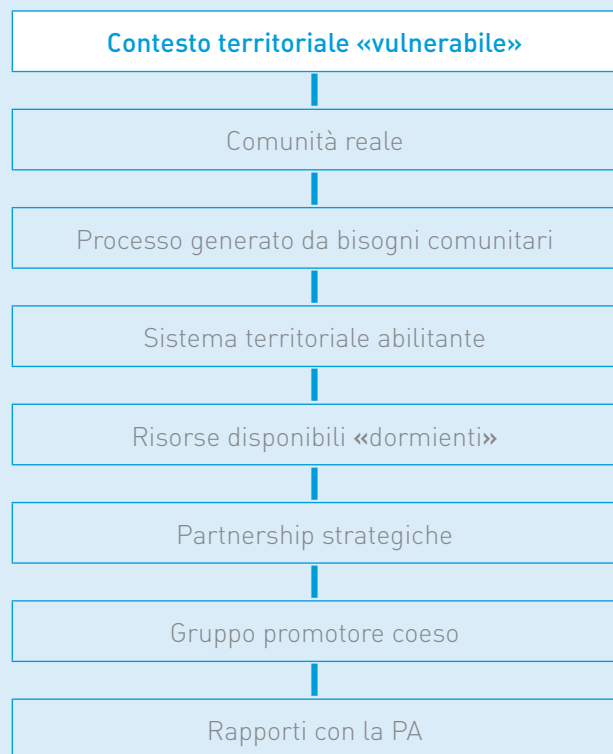 Contesto territoriale «vulnerabile»
Comunità reale
Processo generato da bisogni comunitari
Sistema territoriale abilitante
Risorse disponibili «dormienti»
Partnership strategiche
Gruppo promotore coeso
Rapporti con la PA